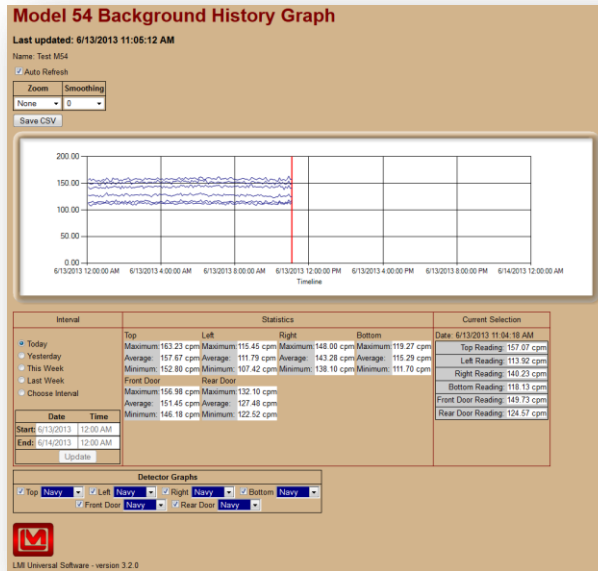 Model 54 Background History Graph
Last updated: 6/13/2013 11:05:12 AM
Name: Test M54
Auto Refresh
Zoom Smoothing
None 0
Save CSV
200.00
150.00
100.00
50.00
0.00
6/13/2013 12:00:00 AM 6/13/2013 4:00:00 AM 6/13/2013 8:00:00 AM 6/13/2013 12:00:00 PM 6/13/2013 4:00:00 PM 6/13/2013 8:00:00 PM 6/14/2013 12:00:00 AM
Timeline
Interval Statistics Current Selection
Today
Yesterday
This Week
Last Week
Choose Interval
Date Time
Start: 6/13/2013 12:00 AM
End: 6/14/2013 12:00 AM
Update
Top Left Right Bottom
Maximum: 163.23 cpm Maximum: 115.45 cpm Maximum: 148.00 cpm Maximum: 119.27 cpm
Average: 157.67 cpm Average: 111.79 cpm Average: 143.28 cpm Average: 115.29 cpm
Minimum: 152.80 cpm Minimum: 107.42 cpm Minimum: 138.10 cpm Minimum: 111.70 cpm
Front Door Rear Door
Maximum: 156.98 cpm Maximum: 132.10 cpm
Average: 151.45 cpm Average: 127.48 cpm
Minimum: 146.18 cpm Minimum: 122.52 cpm
Date: 6/13/2013 11:04:18 AM
Top Reading: 157.07 cpm
Left Reading: 113.92 cpm
Right Reading: 140.23 cpm
Bottom Reading: 118.13 cpm
Front Door Reading: 149.73 cpm
Rear Door Reading: 124.57 cpm
Detector Graphs
Top Navy Left Navy Right Navy Bottom Navy
Front Door Navy Rear Door Navy
LMI
LMI Universal Software - version 3.2.0